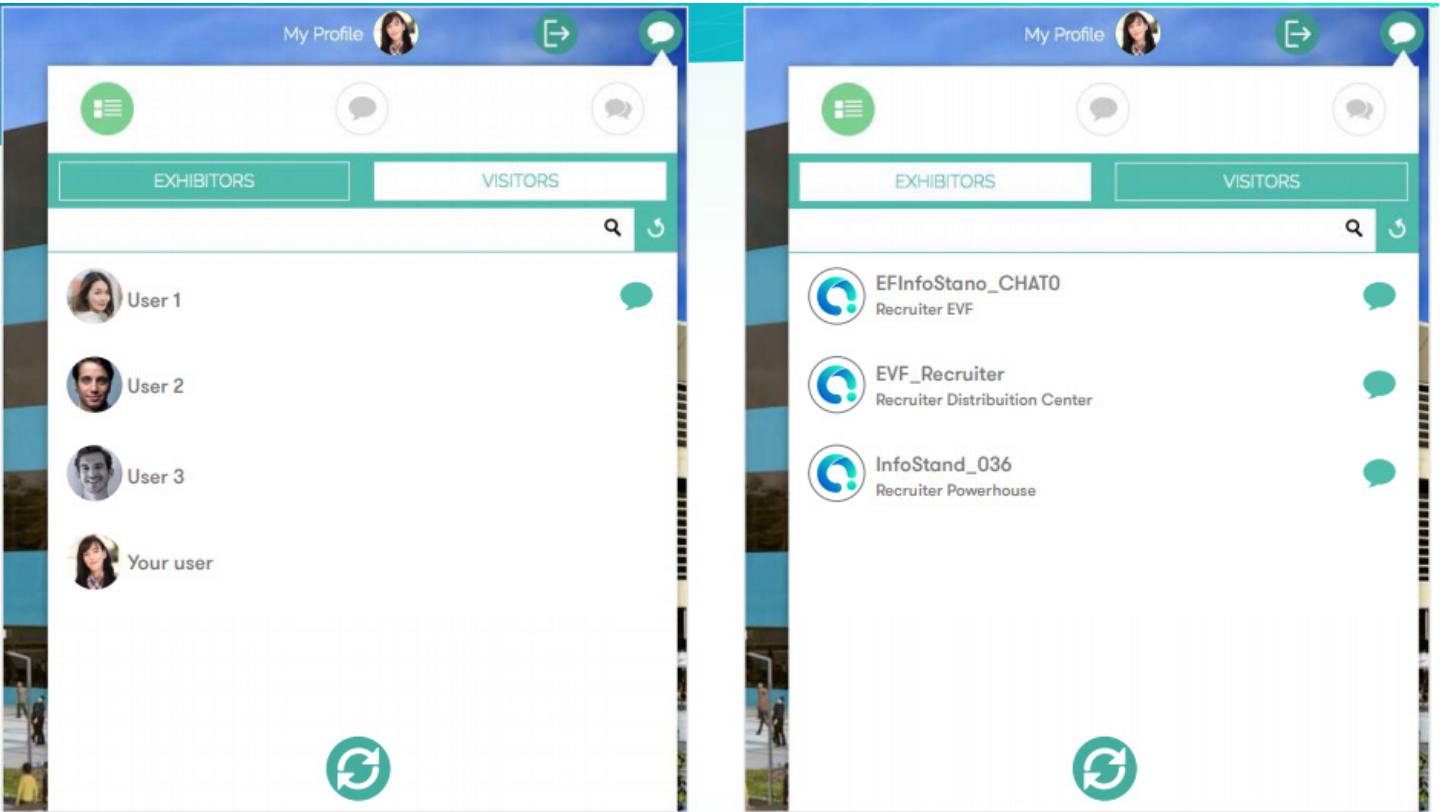 My Profile
EXHIBITORS
VISITORS
User 1
User 2
User 3
Your user
My Profile
EXHIBITORS
VISITORS
EFInfoStano_CHAT0
Recruiter EVF
EVF_Recruiter
Recruiter Distribuition Center
InfoStand_036
Recruiter Powerhouse